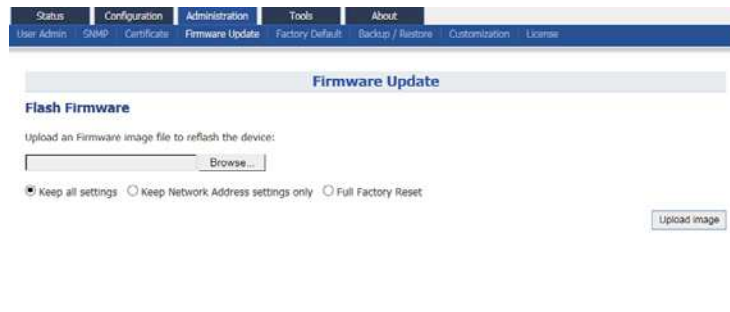 Status Configuration Administration Tools About
User Admin SNMP Certificate Firmware Update Factory Default Backup / Restore Customization License
Firmware Update
Flash Firmware
Upload an Firmware image file to reflash the device:
Browse...
Keep all settings Keep Network Address settings only Full Factory Reset
Upload image